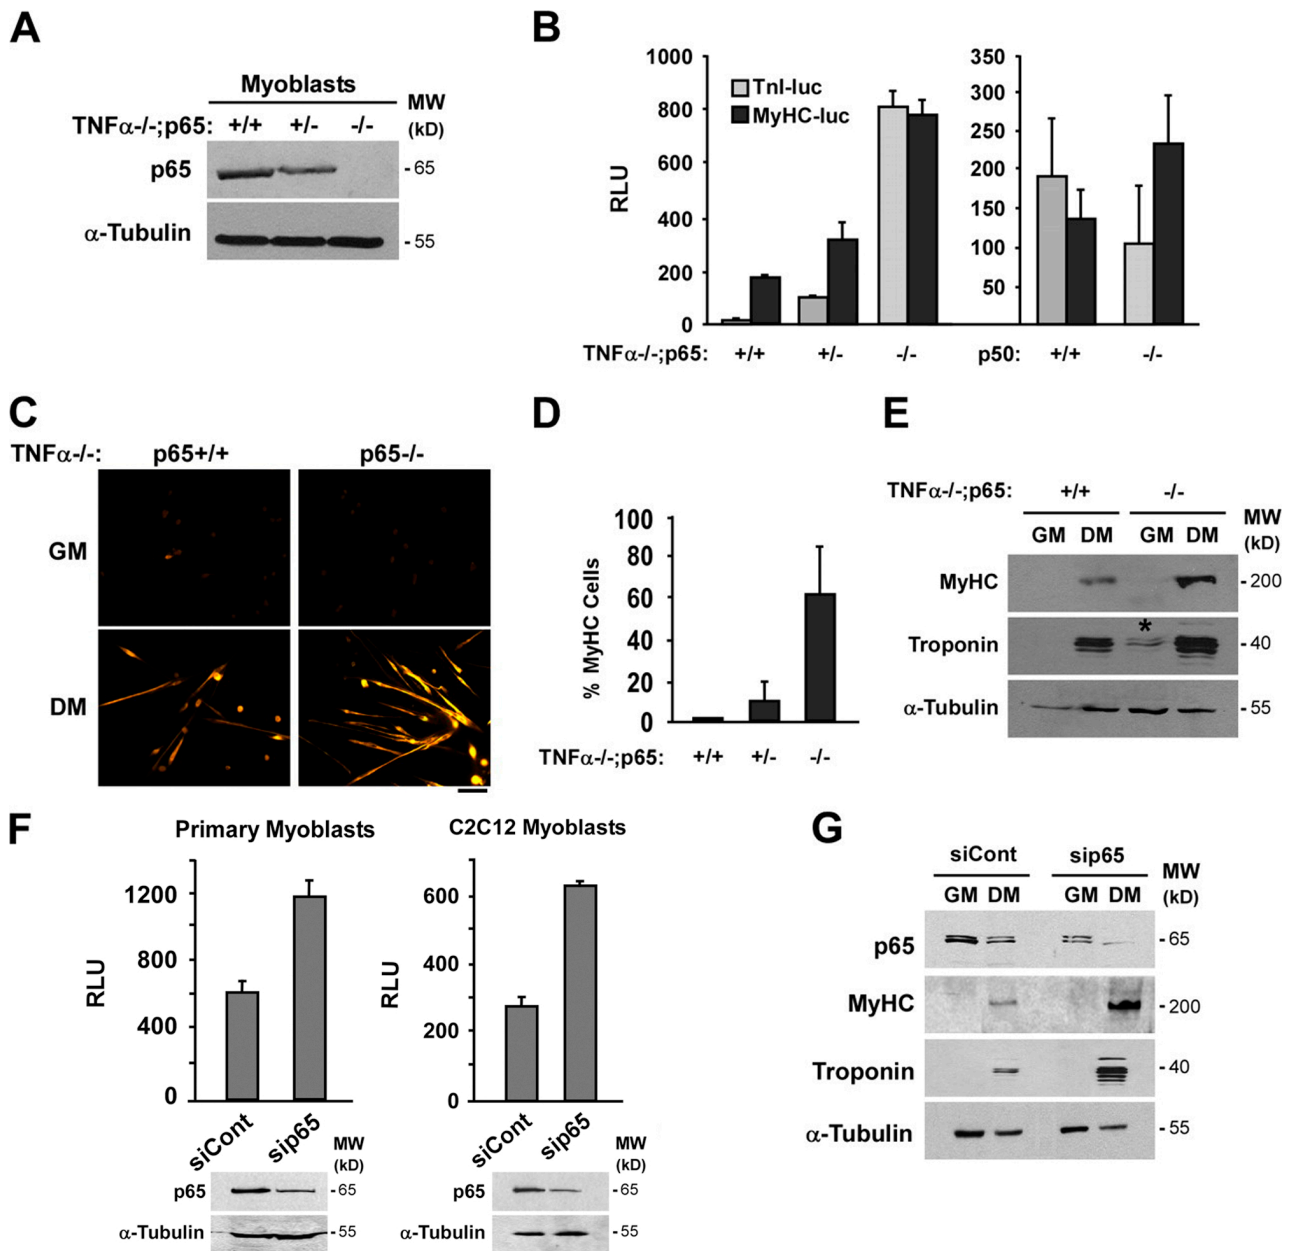 A
Myoblasts
MW
(kD)
TNFα-/-;p65: +/+ +/- -/-
p65
- 65
α-Tubulin
- 55
B
1000
800
600
400
200
0
RLU
TnI-luc
MyHC-luc
TNFα-/-;p65: +/+ +/- -/-
350
300
250
200
150
100
50
p50: +/+ -/-
C
TNFα-/-: p65+/+ p65-/-
GM
DM
D
100
80
60
40
20
0
% MyHC Cells
TNFα-/-;p65: +/+ +/- -/-
E
TNFα-/-;p65: +/+ -/-
GM DM GM DM
MW
(kD)
MyHC
- 200
*
Troponin
- 40
α-Tubulin
- 55
F
Primary Myoblasts
1200
800
400
0
RLU
siCont sip65
MW
(kD)
p65
- 65
α-Tubulin
- 55
C2C12 Myoblasts
600
400
200
0
RLU
siCont sip65
MW
(kD)
p65
- 65
α-Tubulin
- 55
G
siCont sip65
GM DM GM DM
MW
(kD)
p65
- 65
MyHC
- 200
Troponin
- 40
α-Tubulin
- 55